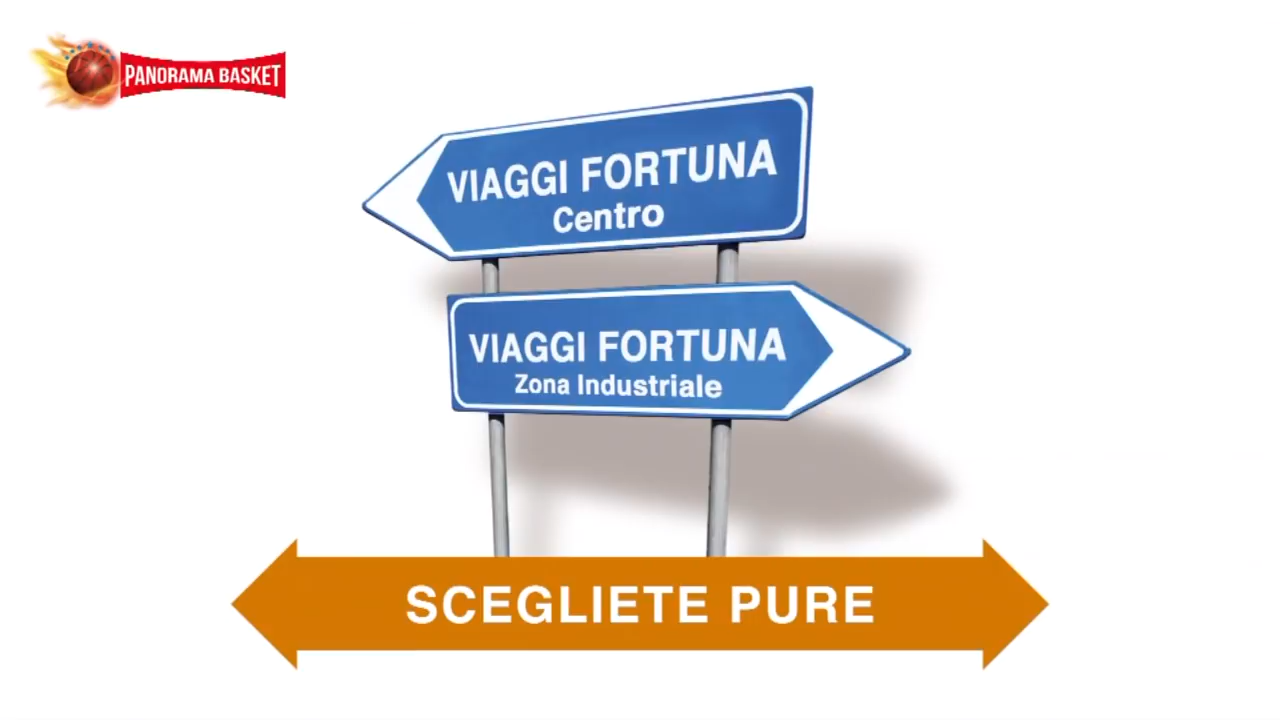 PANORAMA BASKET
VIAGGI FORTUNA
Centro
VIAGGI FORTUNA
Zona Industriale
SCEGLIETE PURE